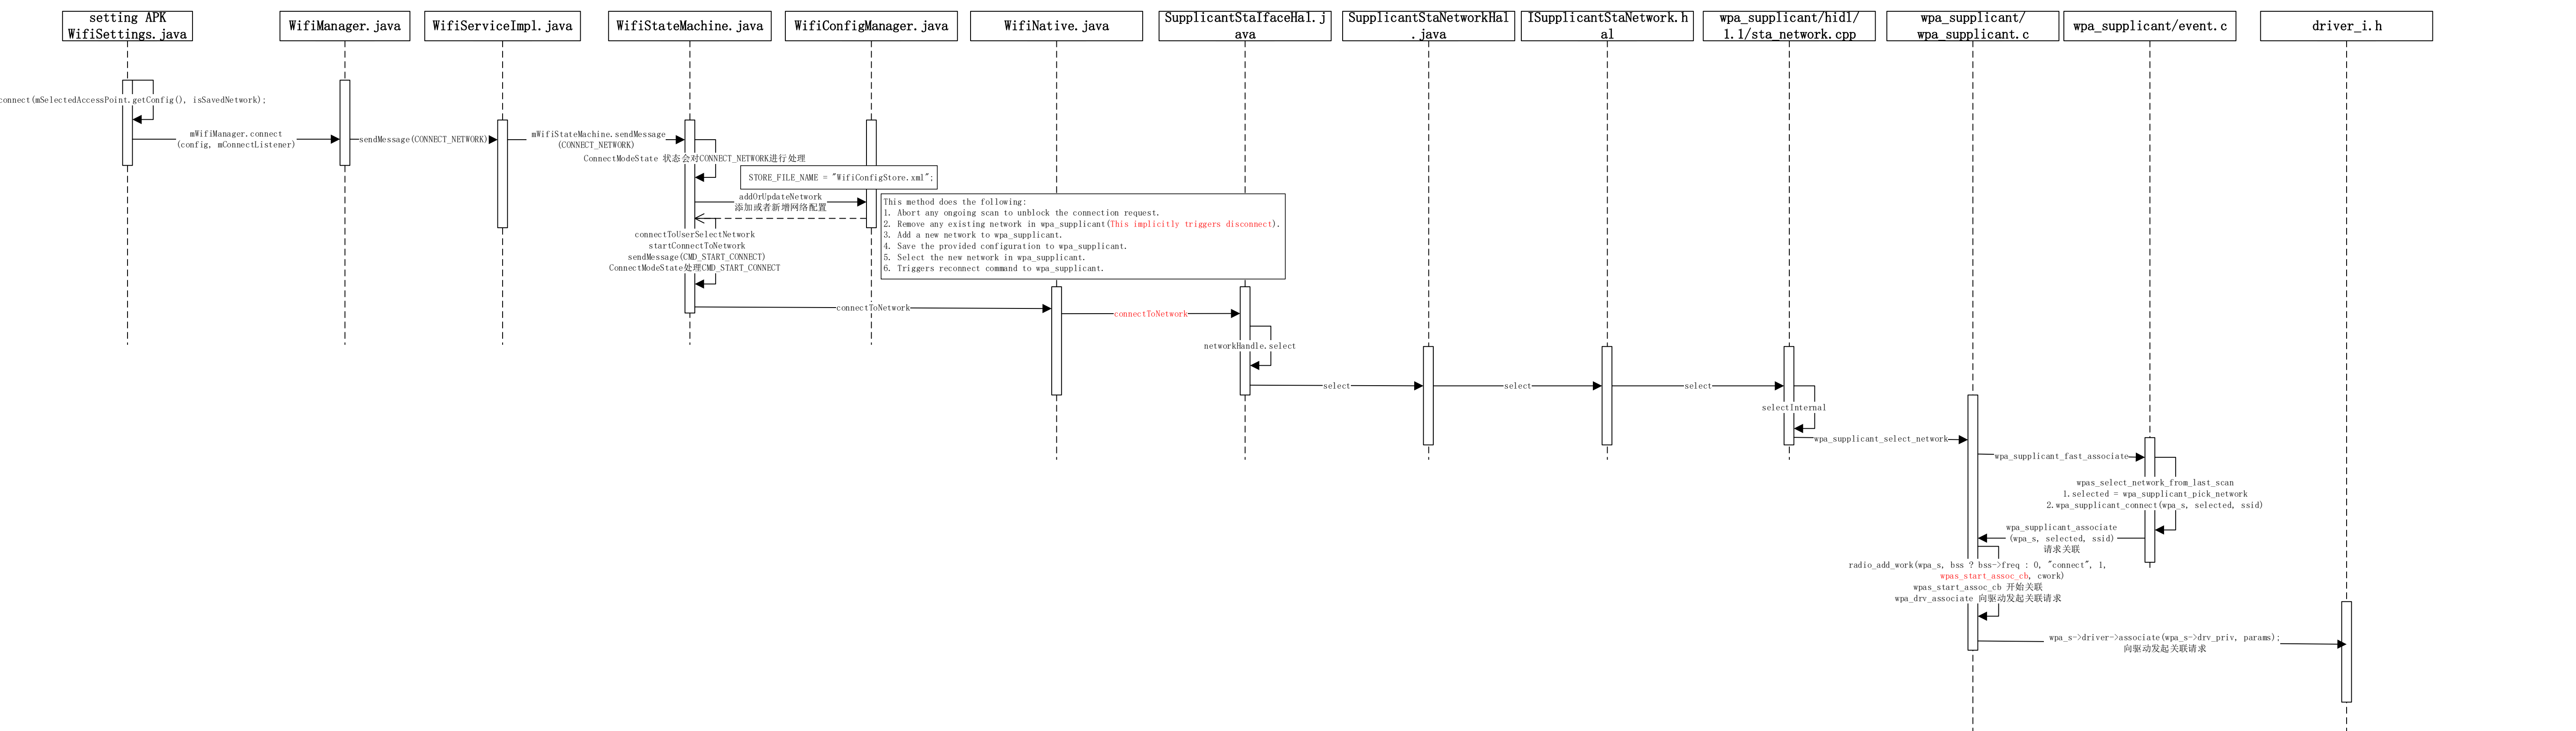 setting APK
WifiSettings.java
WifiManager.java
WifiServiceImpl.java
WifiStateMachine.java
WifiConfigManager.java
WifiNative.java
SupplicantStaIfaceHal.j
ava
SupplicantStaNetworkHal
.java
ISupplicantStaNetwork.h
al
wpa_supplicant/hidl/
1.1/sta_network.cpp
wpa_supplicant/
wpa_supplicant.c
wpa_supplicant/event.c
driver_i.h
connect(mSelectedAccessPoint.getConfig(), isSavedNetwork);
mWifiManager.connect
(config, mConnectListener)
sendMessage(CONNECT_NETWORK)
mWifiStateMachine.sendMessage
(CONNECT_NETWORK)
ConnectModeState 状态会对CONNECT_NETWORK进行处理
STORE_FILE_NAME = "WifiConfigStore.xml";
addOrUpdateNetwork
添加或者新增网络配置
This method does the following:
1. Abort any ongoing scan to unblock the connection request.
2. Remove any existing network in wpa_supplicant(This implicitly triggers disconnect).
3. Add a new network to wpa_supplicant.
4. Save the provided configuration to wpa_supplicant.
5. Select the new network in wpa_supplicant.
6. Triggers reconnect command to wpa_supplicant.
connectToUserSelectNetwork
startConnectToNetwork
sendMessage(CMD_START_CONNECT)
ConnectModeState处理CMD_START_CONNECT
connectToNetwork
connectToNetwork
networkHandle.select
select
select
select
selectInternal
wpa_supplicant_select_network
wpa_supplicant_fast_associate
wpas_select_network_from_last_scan
1.selected = wpa_supplicant_pick_network
2.wpa_supplicant_connect(wpa_s, selected, ssid)
wpa_supplicant_associate
(wpa_s, selected, ssid)
请求关联
radio_add_work(wpa_s, bss ? bss->freq : 0, "connect", 1,
wpas_start_assoc_cb, cwork)
wpas_start_assoc_cb 开始关联
wpa_drv_associate 向驱动发起关联请求
wpa_s->driver->associate(wpa_s->drv_priv, params);
向驱动发起关联请求